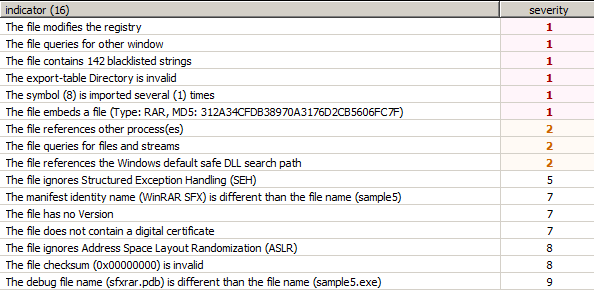 indicator (16) severity
The file modifies the registry 1
The file queries for other window 1
The file contains 142 blacklisted strings 1
The export-table Directory is invalid 1
The symbol (8) is imported several (1) times 1
The file embeds a file (Type: RAR, MD5: 312A34CFDB38970A3176D2CB5606FC7F) 1
The file references other process(es) 2
The file queries for files and streams 2
The file references the Windows default safe DLL search path 2
The file ignores Structured Exception Handling (SEH) 5
The manifest identity name (WinRAR SFX) is different than the file name (sample5) 7
The file has no Version 7
The file does not contain a digital certificate 7
The file ignores Address Space Layout Randomization (ASLR) 8
The file checksum (0x00000000) is invalid 8
The debug file name (sfxrar.pdb) is different than the file name (sample5.exe) 9